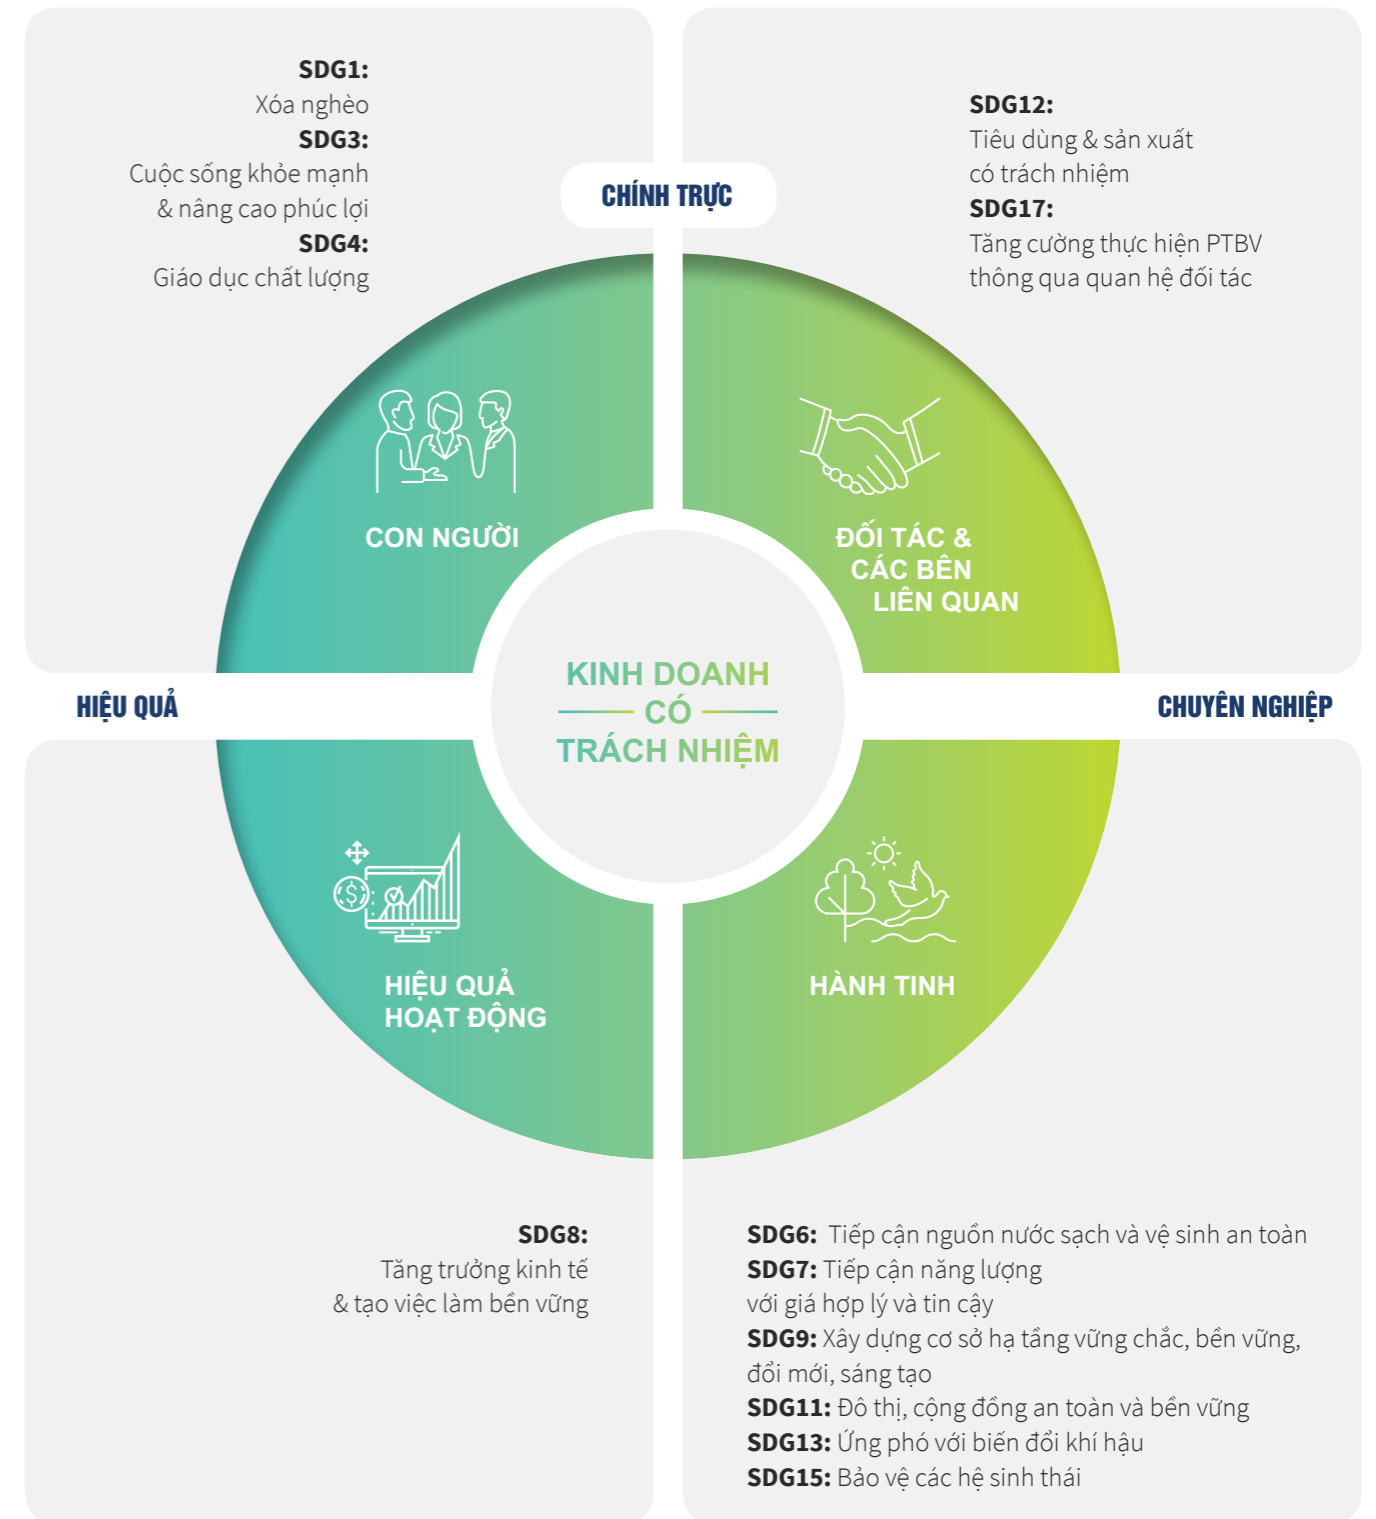 SDG1:
Xóa nghèo
SDG3:
Cuộc sống khỏe mạnh
& nâng cao phúc lợi
SDG4:
Giáo dục chất lượng
SDG12:
Tiêu dùng & sản xuất
có trách nhiệm
SDG17:
Tăng cường thực hiện PTBV
thông qua quan hệ đối tác
CHÍNH TRỰC
CON NGƯỜI
ĐỐI TÁC &
CÁC BÊN
LIÊN QUAN
HIỆU QUẢ
KINH DOANH
CÓ
TRÁCH NHIỆM
CHUYÊN NGHIỆP
HIỆU QUẢ
HOẠT ĐỘNG
HÀNH TINH
SDG8:
Tăng trưởng kinh tế
& tạo việc làm bền vững
SDG6: Tiếp cận nguồn nước sạch và vệ sinh an toàn
SDG7: Tiếp cận năng lượng
với giá hợp lý và tin cậy
SDG9: Xây dựng cơ sở hạ tầng vững chắc, bền vững,
đổi mới, sáng tạo
SDG11: Đô thị, cộng đồng an toàn và bền vững
SDG13: Ứng phó với biến đổi khí hậu
SDG15: Bảo vệ các hệ sinh thái